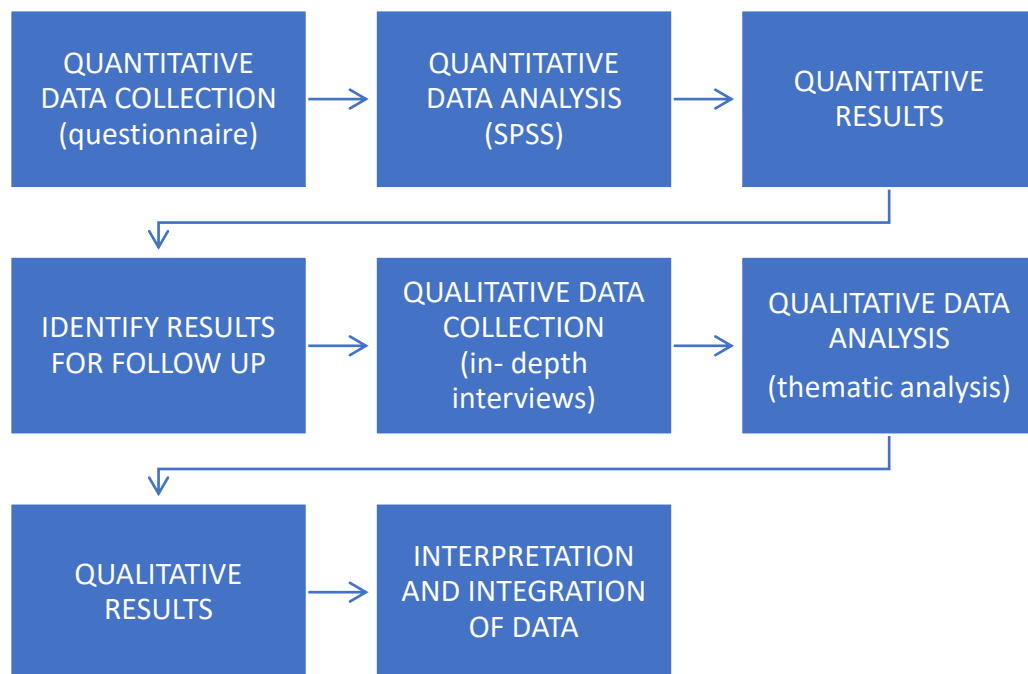 QUANTITATIVE
DATA COLLECTION
(questionnaire)
QUANTITATIVE
DATA ANALYSIS
(SPSS)
QUANTITATIVE
RESULTS
IDENTIFY RESULTS
FOR FOLLOW UP
QUALITATIVE DATA
COLLECTION
(in- depth
interviews)
QUALITATIVE DATA
ANALYSIS
(thematic analysis)
QUALITATIVE
RESULTS
INTERPRETATION
AND INTEGRATION
OF DATA